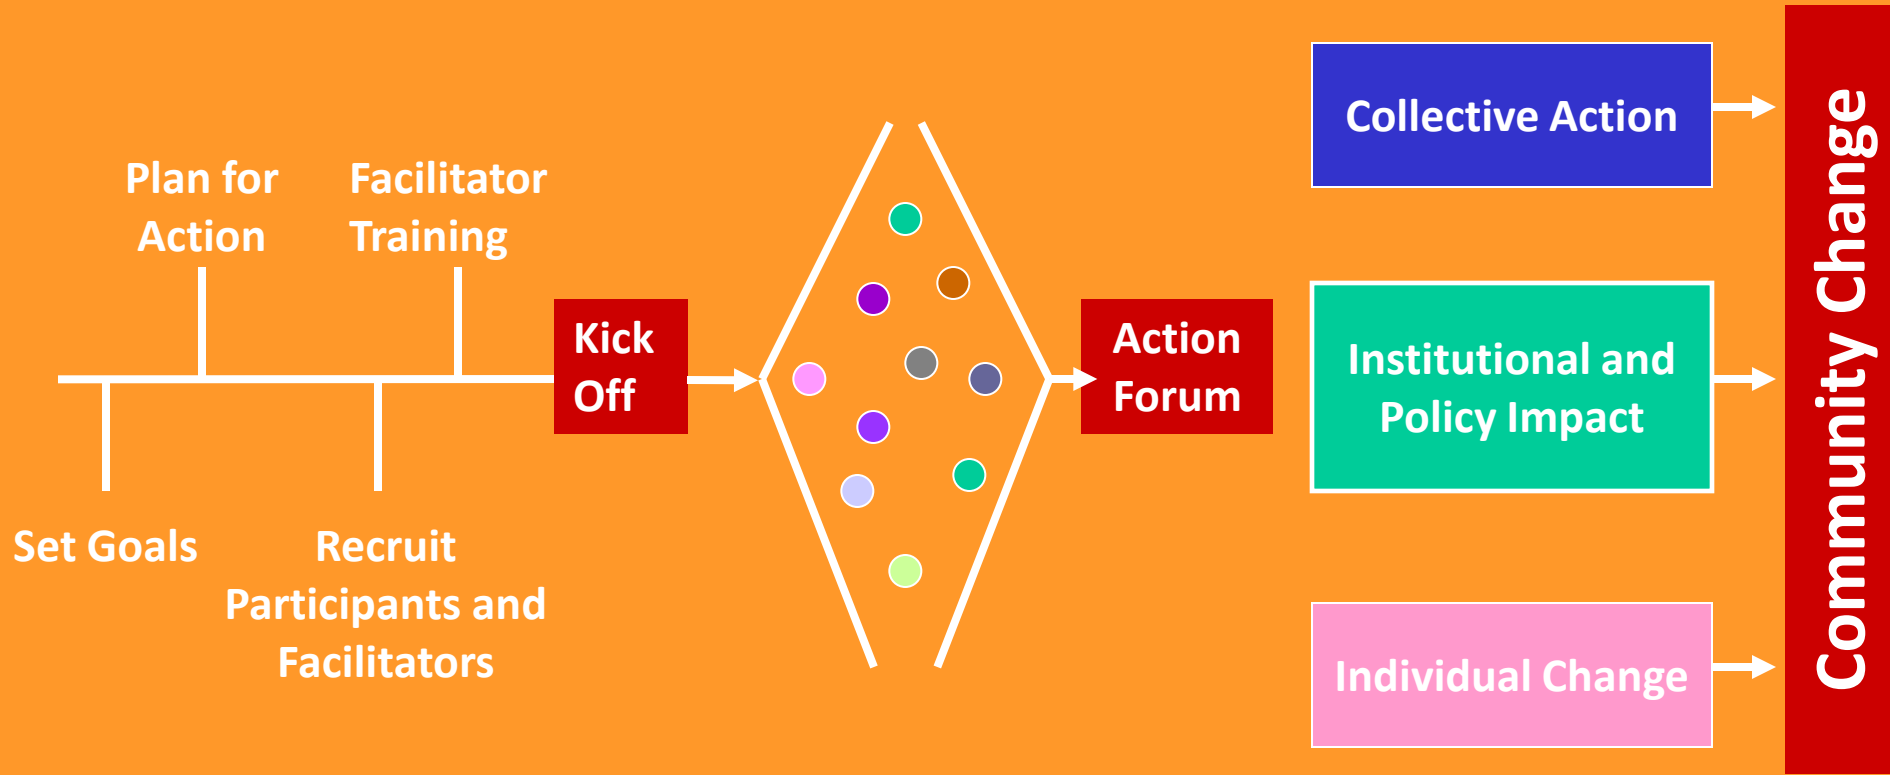 Plan for
Action
Facilitator
Training
Set Goals
Recruit
Participants and
Facilitators
Kick
Off
Action
Forum
Collective Action
Institutional and
Policy Impact
Individual Change
Community Change